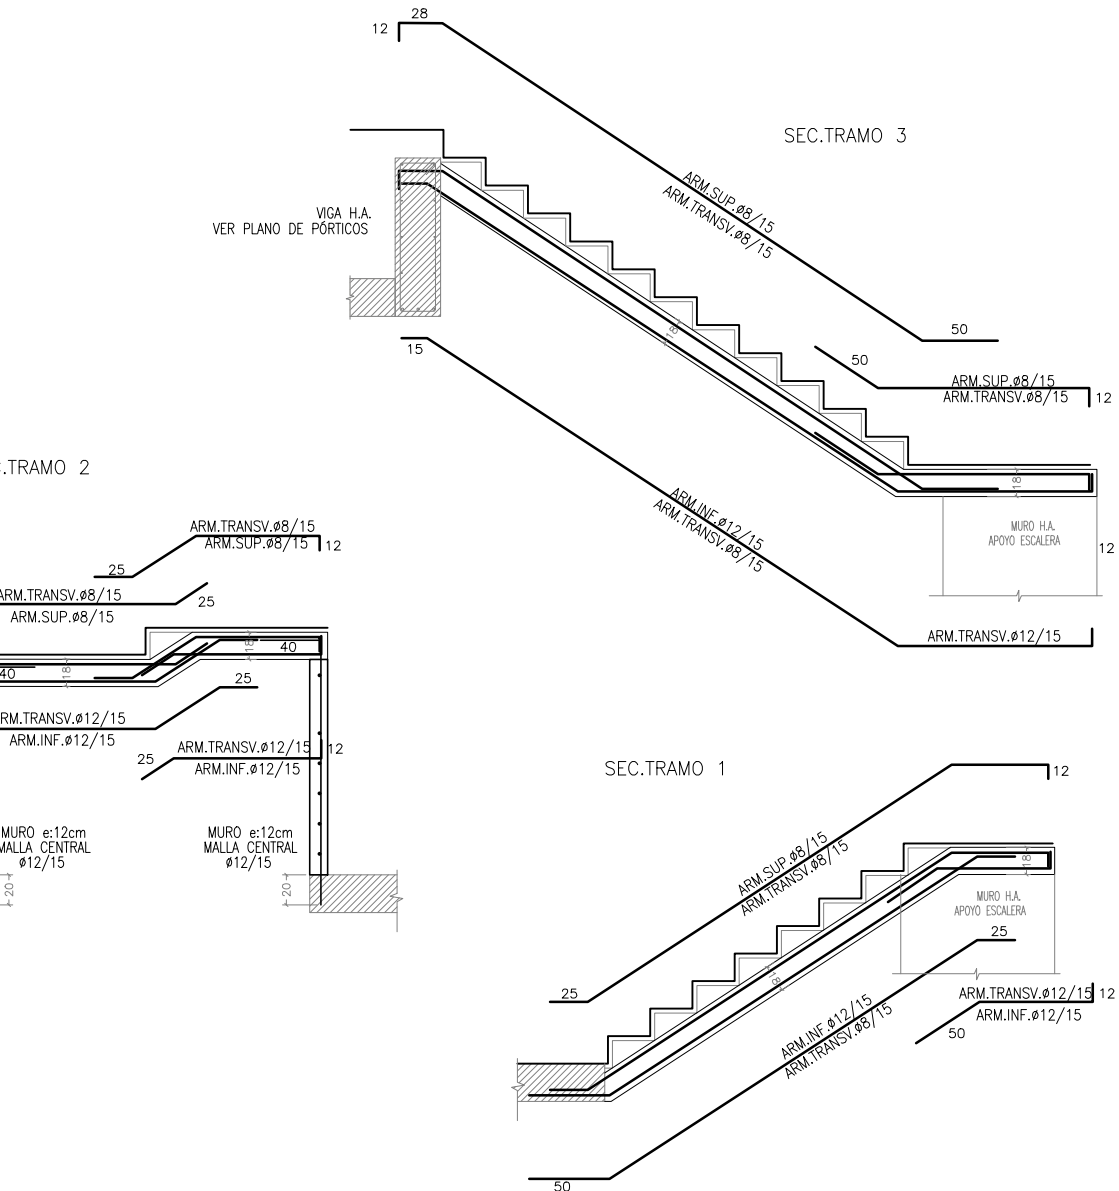 28
12
SEC.TRAMO 3
ARM.SUP.ø8/15
ARM.TRANSV.ø8/15
VIGA H.A.
VER PLANO DE PÓRTICOS
18
50
15
50
ARM.SUP.ø8/15
ARM.TRANSV.ø8/15
12
18
ARM.INF.ø12/15
ARM.TRANSV.ø8/15
MURO H.A.
APOYO ESCALERA
12
ARM.TRANSV.ø12/15
.TRAMO 2
ARM.TRANSV.ø8/15
ARM.SUP.ø8/15
12
25
ARM.TRANSV.ø8/15
ARM.SUP.ø8/15
25
18
40
40
18
25
RM.TRANSV.ø12/15
ARM.INF.ø12/15
25
ARM.TRANSV.ø12/15
ARM.INF.ø12/15
12
MURO e:12cm
MALLA CENTRAL
ø12/15
MURO e:12cm
MALLA CENTRAL
ø12/15
20
20
SEC.TRAMO 1
12
ARM.SUP.ø8/15
ARM.TRANSV.ø8/15
18
MURO H.A.
APOYO ESCALERA
25
25
18
ARM.TRANSV.ø12/15
ARM.INF.ø12/15
12
50
ARM.INF.ø12/15
ARM.TRANSV.ø8/15
50